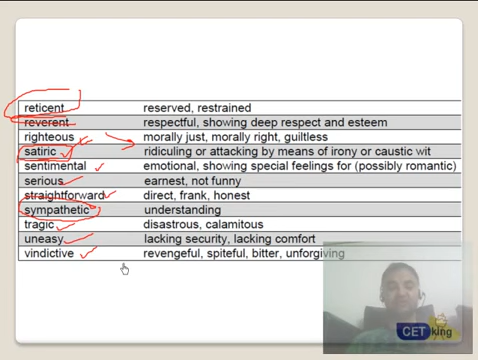 reticent reserved, restrained
reverent respectful, showing deep respect and esteem
righteous morally just, morally right, guiltless
satiric ridiculing or attacking by means of irony or caustic wit
sentimental emotional, showing special feelings for (possibly romantic)
serious earnest, not funny
straightforward direct, frank, honest
sympathetic understanding
tragic disastrous, calamitous
uneasy lacking security, lacking comfort
vindictive revengeful, spiteful, bitter, unforgiving
CET king